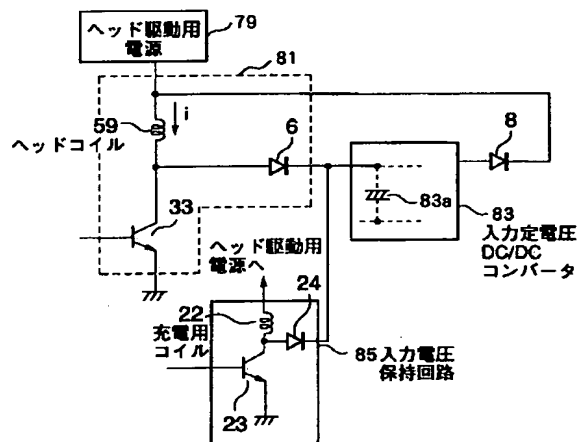 ヘッド駆動用
電源
79
81
59
i
ヘッドコイル
6
8
33
83a
83
入力定電圧
DC/DC
コンバータ
ヘッド駆動用
電源へ
22
充電用
コイル
24
23
85入力電圧
保持回路